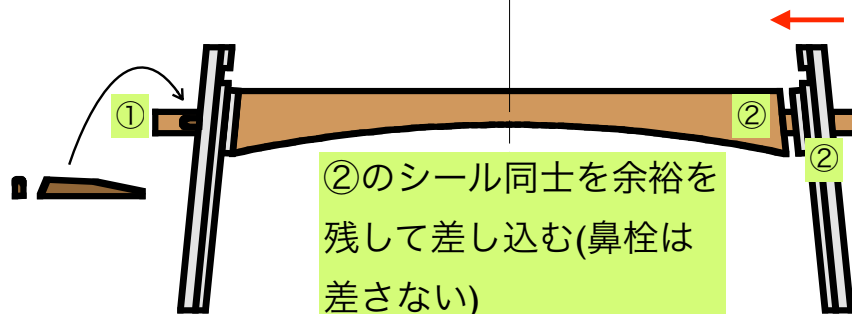 ①
②
②
②のシール同士を余裕を
残して差し込む(鼻栓は
差さない)